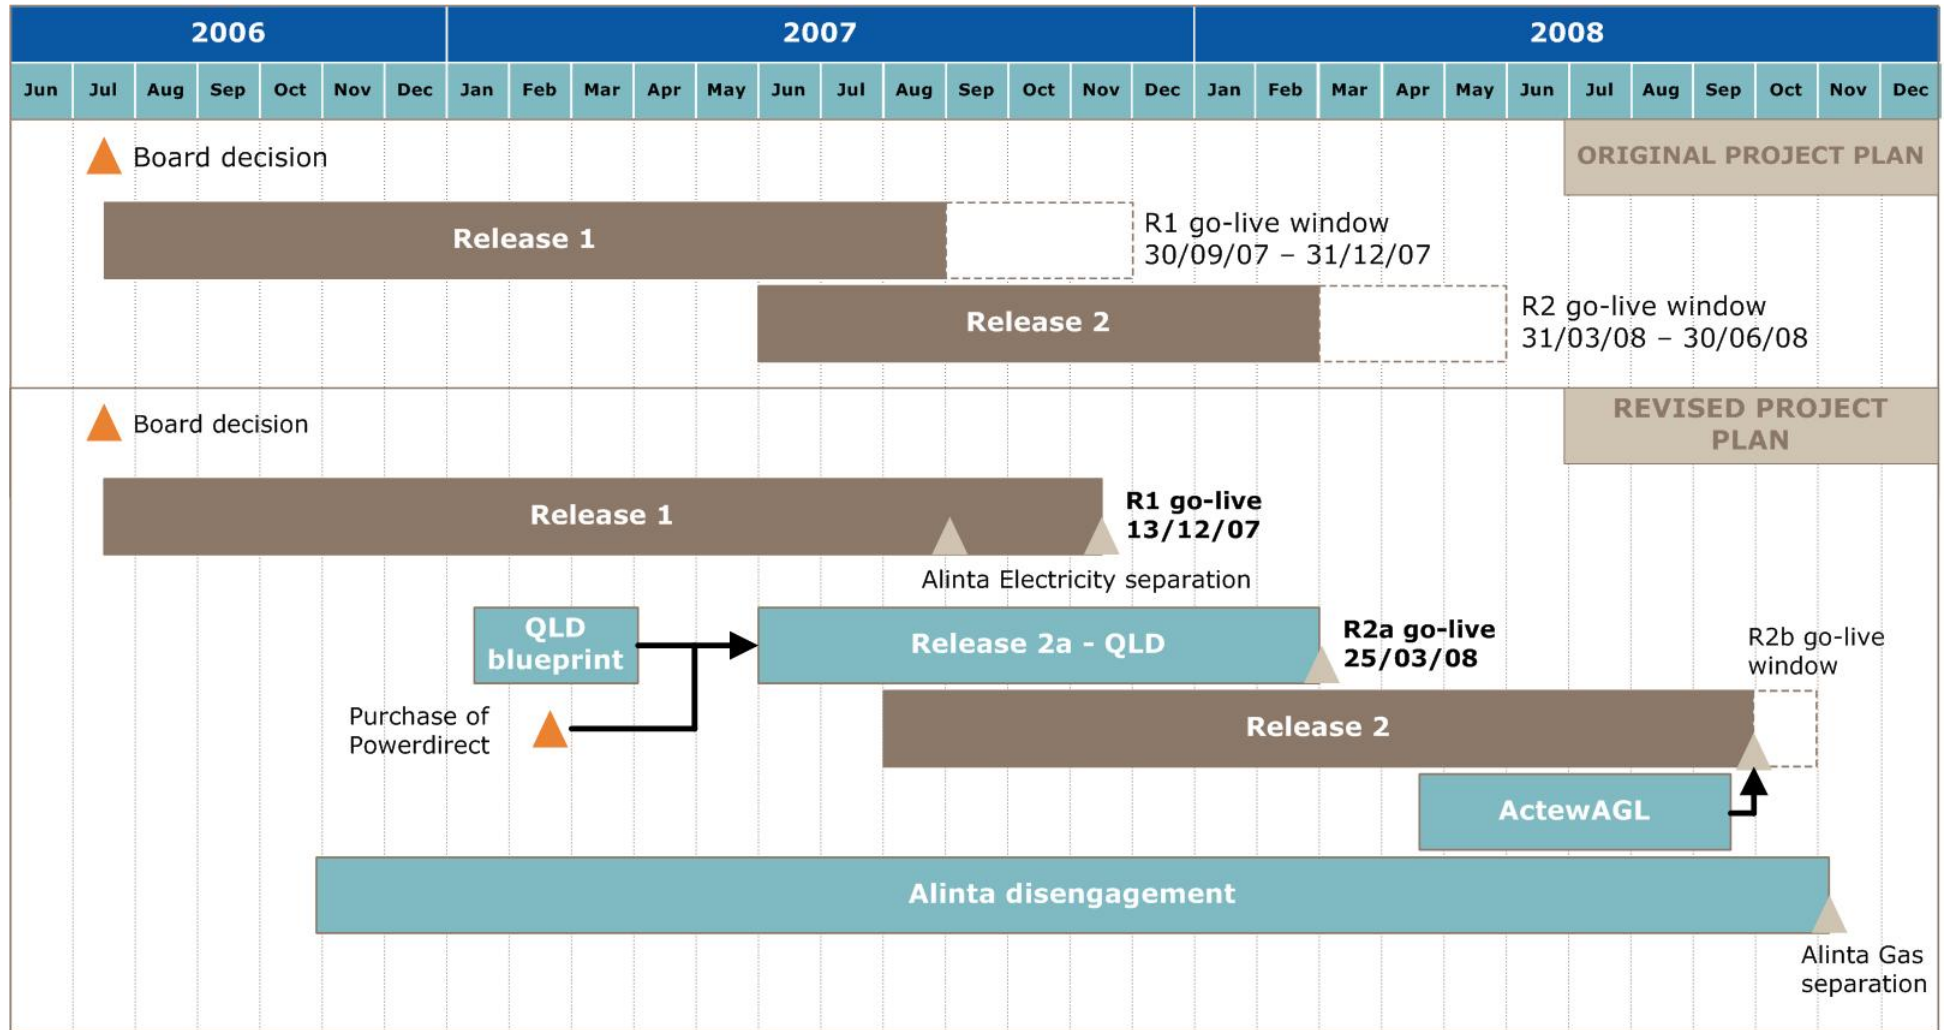 2006 2007 2008
Jun Jul Aug Sep Oct Nov Dec Jan Feb Mar Apr May Jun Jul Aug Sep Oct Nov Dec Jan Feb Mar Apr May Jun Jul Aug Sep Oct Nov Dec
Board decision
ORIGINAL PROJECT PLAN
Release 1
R1 go-live window
30/09/07 – 31/12/07
Release 2
R2 go-live window
31/03/08 – 30/06/08
Board decision
REVISED PROJECT
PLAN
Release 1
R1 go-live
13/12/07
Alinta Electricity separation
QLD
blueprint
Release 2a - QLD
R2a go-live
25/03/08
R2b go-live
window
Purchase of
Powerdirect
Release 2
ActewAGL
Alinta disengagement
Alinta Gas
separation